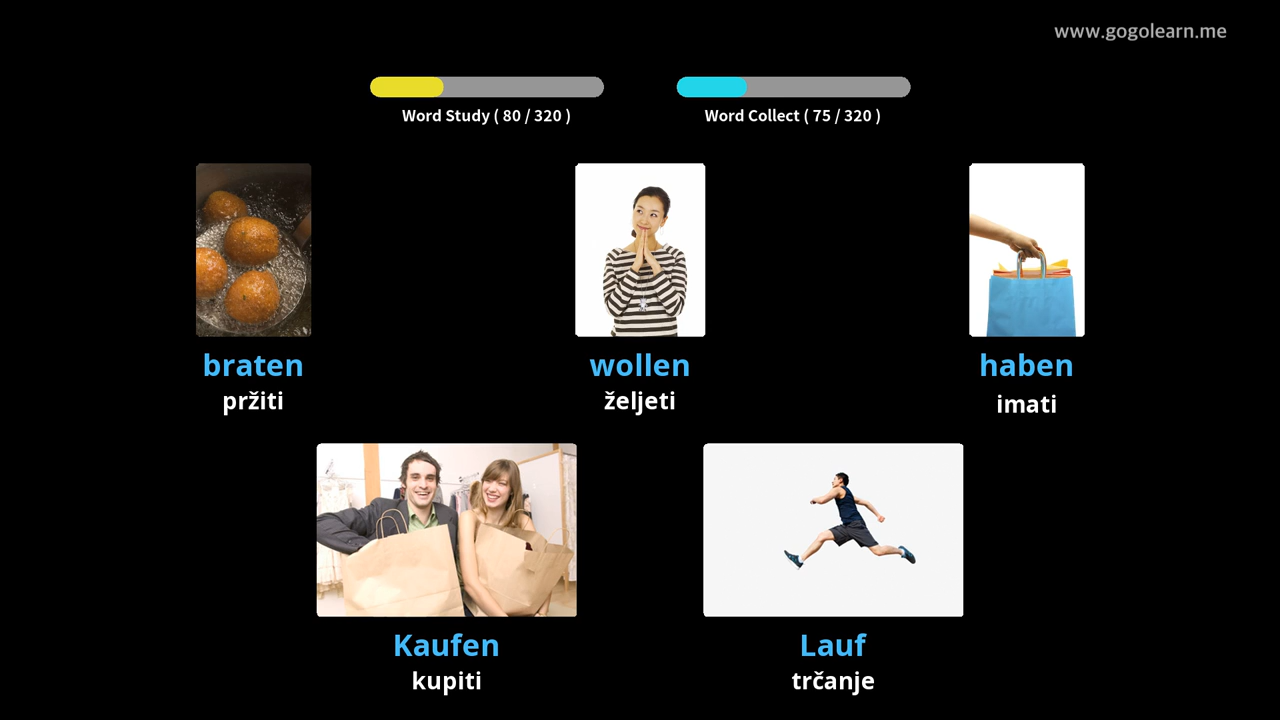 www.gogolearn.me
Word Study ( 80 / 320 )
Word Collect ( 75 / 320 )
braten
pržiti
wollen
željeti
haben
imati
Kaufen
kupiti
Lauf
trčanje